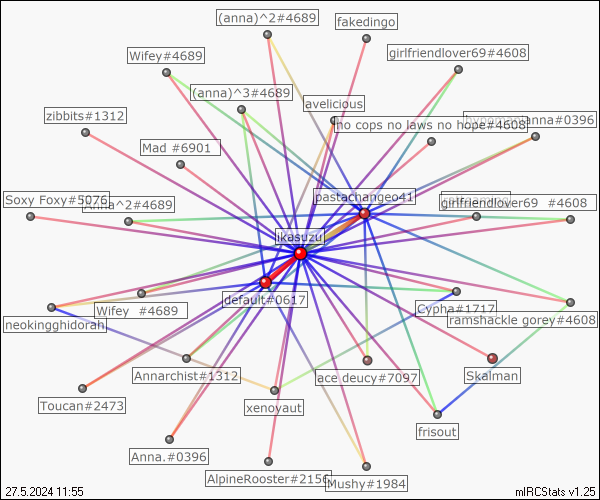 (anna)^2#4689
fakedingo
girlfriendlover69#4608
Wifey#4689
(anna)^3#4689
avelicious
zibbits#1312
no cops no laws no hope#4608
anna#0396
Mad #6901
Soxy Foxy#5076
^2#4689
pastachangeo41
girlfriendlover69 #4608
ikasuzu
default#0617
Wifey #4689
neokingghidorah
Cypha#1717
ramshackle gorey#4608
Annarchist#1312
ace deucy#7097
Skalman
Toucan#2473
xenoyaut
frisout
Anna.#0396
AlpineRooster#2156
Mushy#1984
27.5.2024 11:55
mIRCStats v1.25